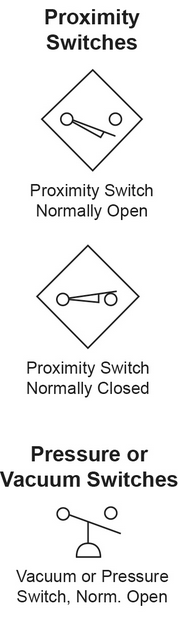 Proximity
Switches
Proximity Switch
Normally Open
Proximity Switch
Normally Closed
Pressure or
Vacuum Switches
Vacuum or Pressure
Switch, Norm. Open